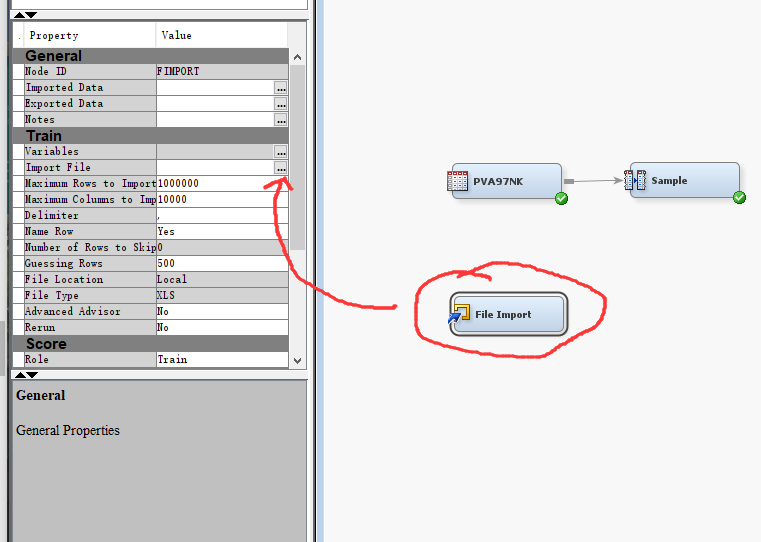 . Property Value
General
Node ID FIMPORT
Imported Data ...
Exported Data ...
Notes ...
Train
Variables ...
Import File ...
Maximum Rows to Import 1000000
Maximum Columns to Imp 10000
Delimiter ,
Name Row Yes
Number of Rows to Skip 0
Guessing Rows 500
File Location Local
File Type XLS
Advanced Advisor No
Rerun No
Score
Role Train
General
General Properties
PVA97NK
Sample
File Import